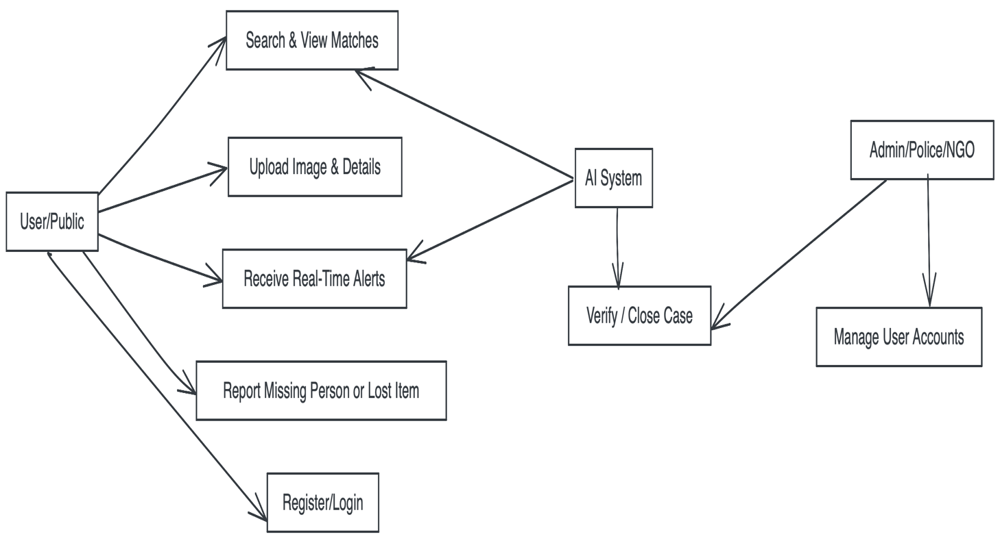 Search & View Matches
Upload Image & Details
Admin/Police/NGO
AI System
User/Public
Receive Real-Time Alerts
Verify / Close Case
Manage User Accounts
Report Missing Person or Lost Item
Register/Login